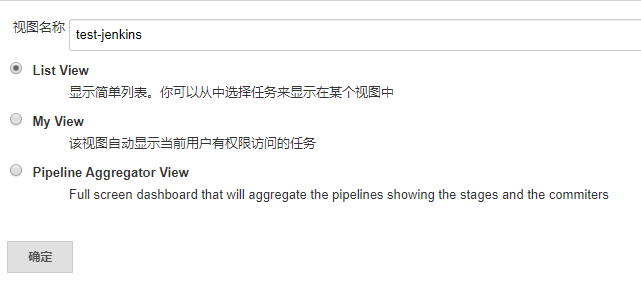 视图名称 test-jenkins
List View
显示简单列表。你可以从中选择任务来显示在某个视图中
My View
该视图自动显示当前用户有权限访问的任务
Pipeline Aggregator View
Full screen dashboard that will aggregate the pipelines showing the stages and the commiters
确定